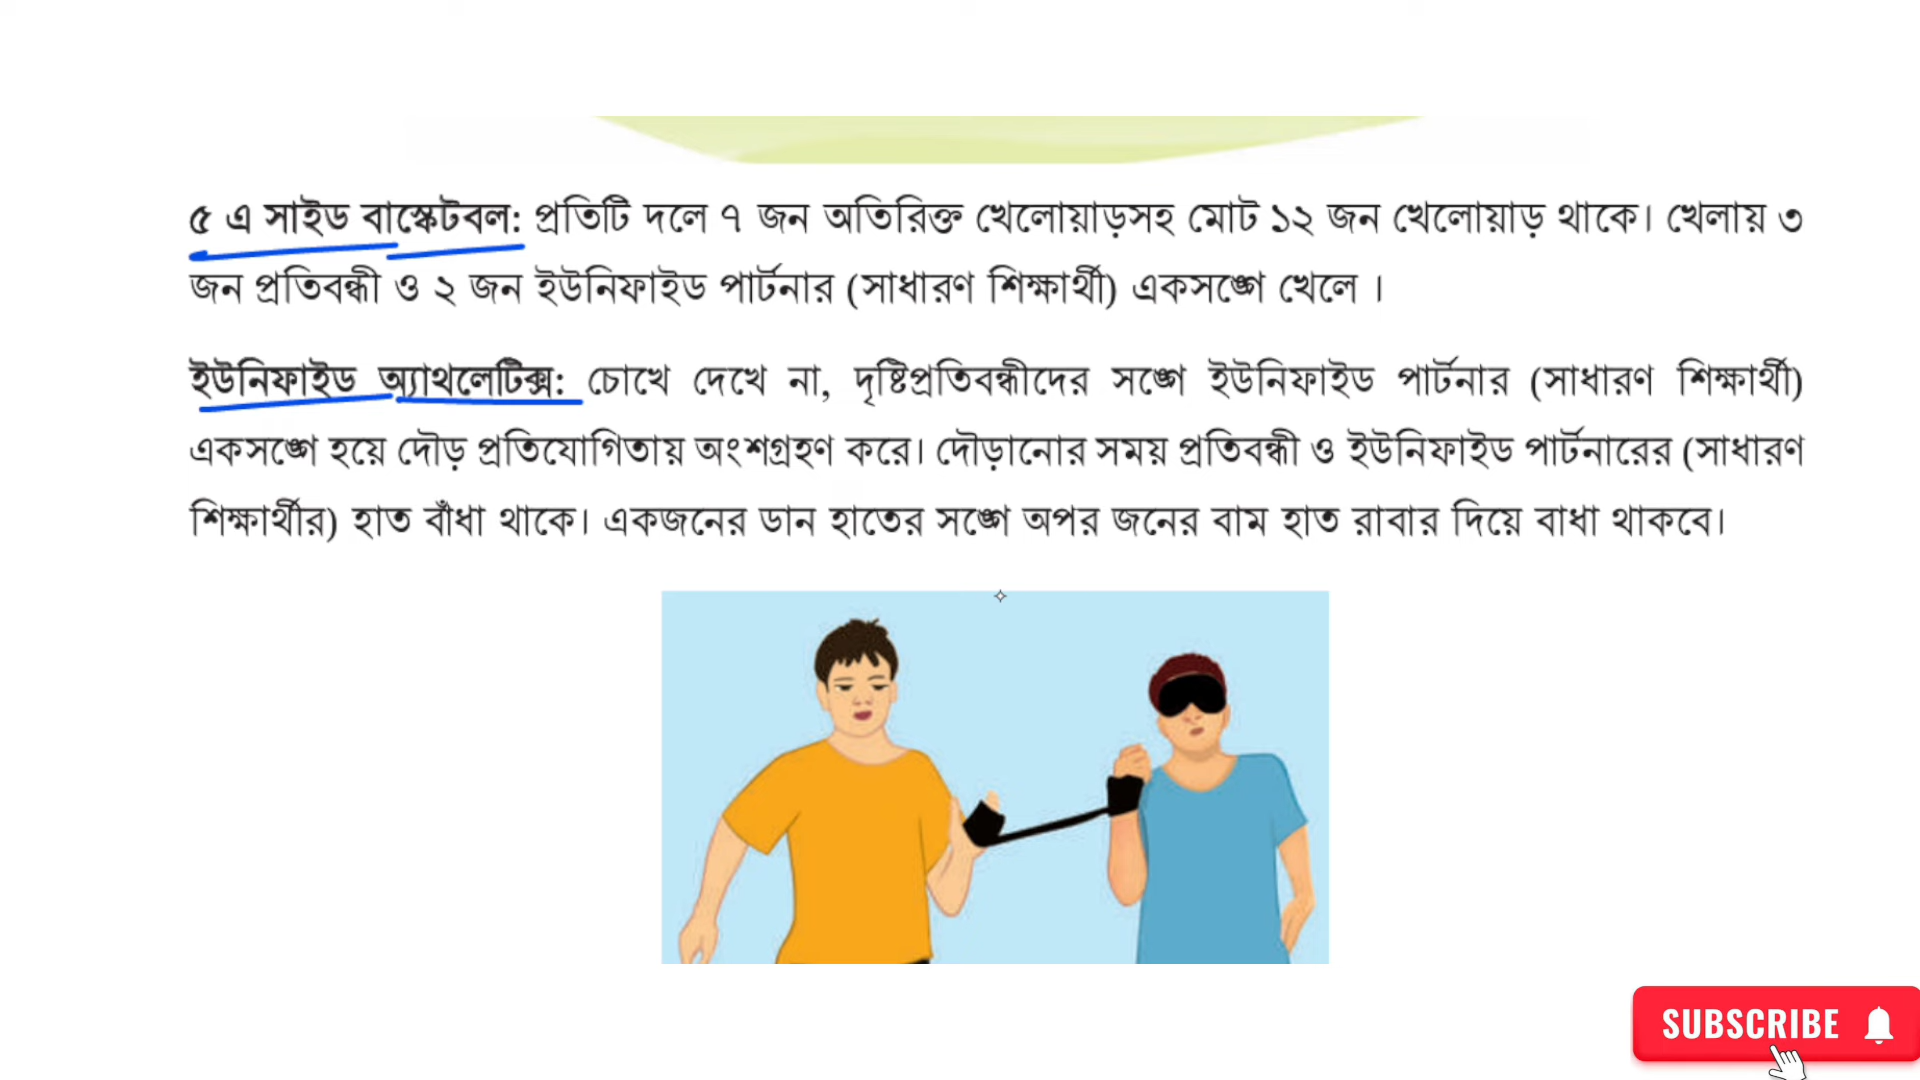 ৫ এ সাইড বাস্কেটবল: প্রতিটি দলে ৭ জন অতিরিক্ত খেলোয়াড়সহ মোট ১২ জন খেলোয়াড় থাকে। খেলায় ৩
জন প্রতিবন্ধী ও ২ জন ইউনিফাইড পার্টনার (সাধারণ শিক্ষার্থী) একসঙ্গে খেলে ।
ইউনিফাইড অ্যাথলেটিক্স: চোখে দেখে না, দৃষ্টিপ্রতিবন্ধীদের সঙ্গে ইউনিফাইড পার্টনার (সাধারণ শিক্ষার্থী)
একসঙ্গে হয়ে দৌড় প্রতিযোগিতায় অংশগ্রহণ করে। দৌড়ানোর সময় প্রতিবন্ধী ও ইউনিফাইড পার্টনারের (সাধারণ
শিক্ষার্থীর) হাত বাঁধা থাকে। একজনের ডান হাতের সঙ্গে অপর জনের বাম হাত রাবার দিয়ে বাধা থাকবে।
SUBSCRIBE